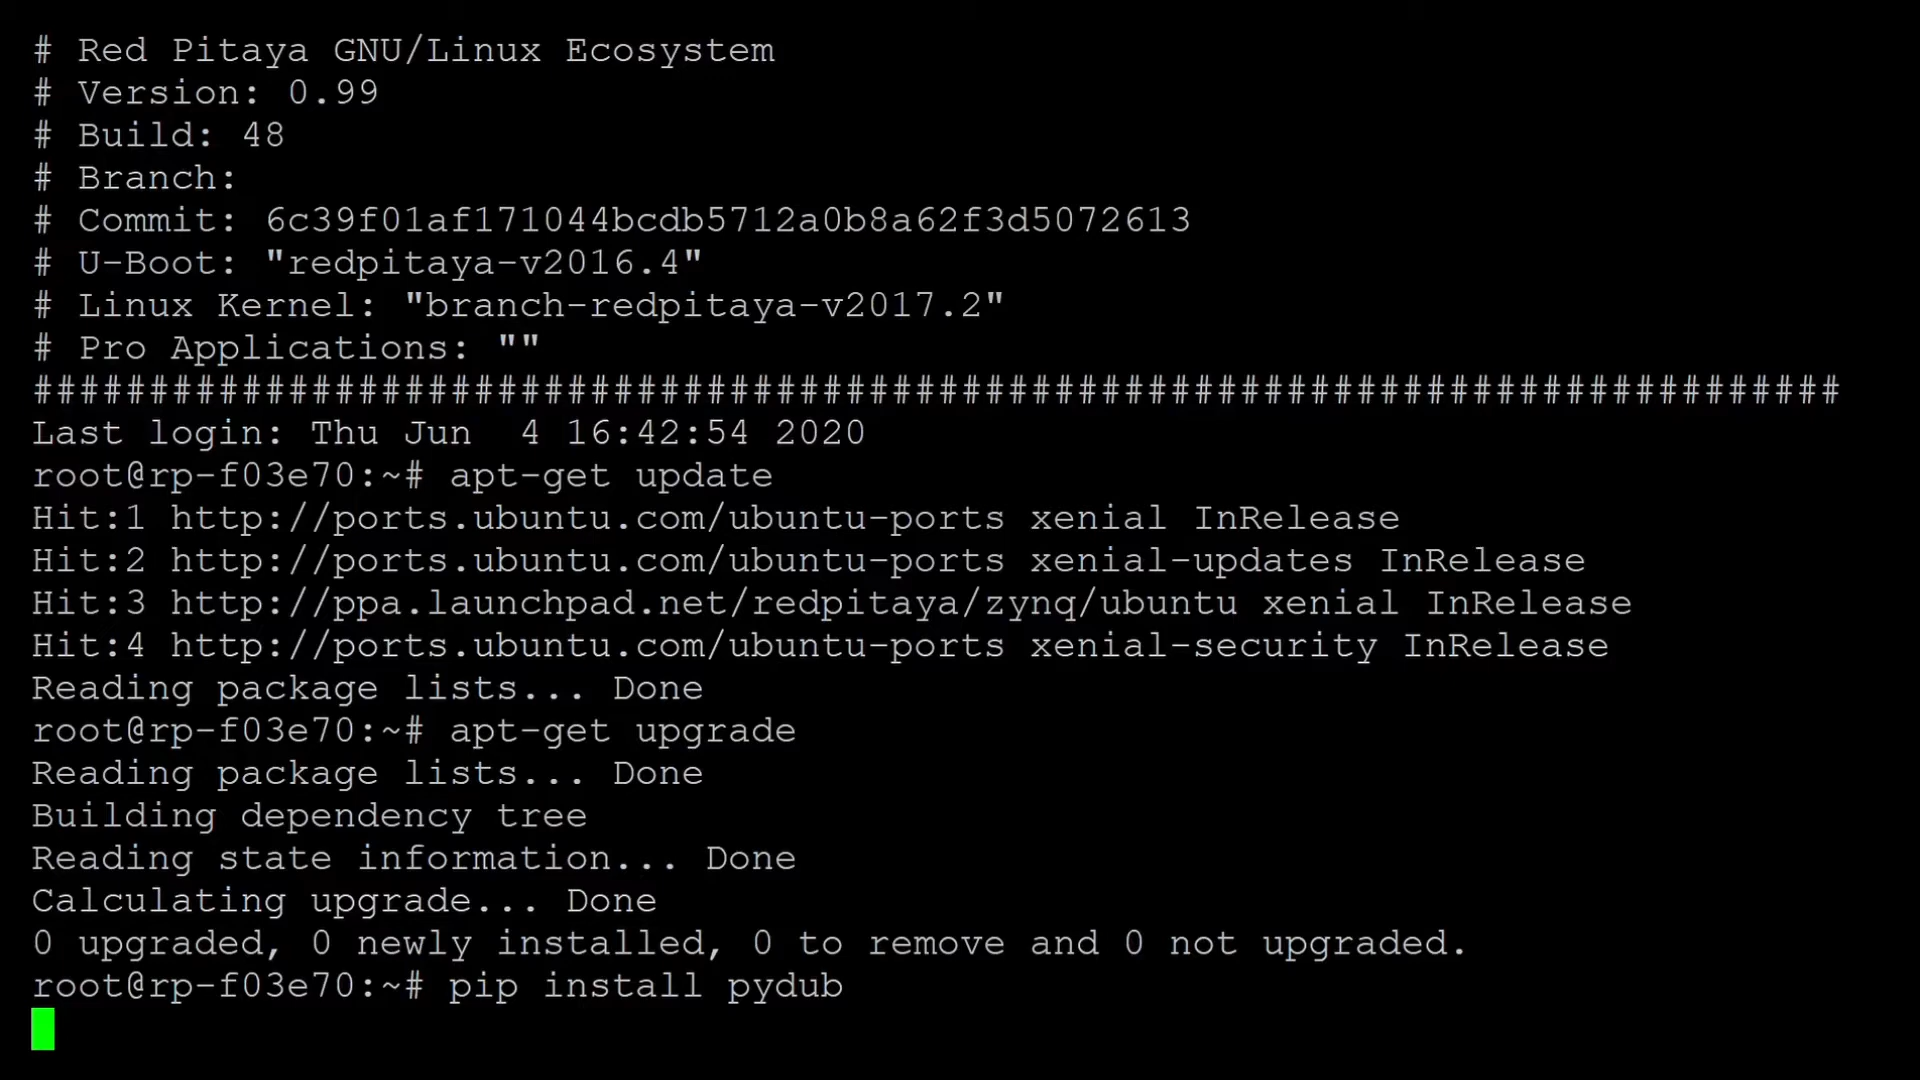 # Red Pitaya GNU/Linux Ecosystem
# Version: 0.99
# Build: 48
# Branch:
# Commit: 6c39f01af171044bcdb5712a0b8a62f3d5072613
# U-Boot: "redpitaya-v2016.4"
# Linux Kernel: "branch-redpitaya-v2017.2"
# Pro Applications: ""
##############################################################################
Last login: Thu Jun  4 16:42:54 2020
root@rp-f03e70:~# apt-get update
Hit:1 http://ports.ubuntu.com/ubuntu-ports xenial InRelease
Hit:2 http://ports.ubuntu.com/ubuntu-ports xenial-updates InRelease
Hit:3 http://ppa.launchpad.net/redpitaya/zynq/ubuntu xenial InRelease
Hit:4 http://ports.ubuntu.com/ubuntu-ports xenial-security InRelease
Reading package lists... Done
root@rp-f03e70:~# apt-get upgrade
Reading package lists... Done
Building dependency tree
Reading state information... Done
Calculating upgrade... Done
0 upgraded, 0 newly installed, 0 to remove and 0 not upgraded.
root@rp-f03e70:~# pip install pydub